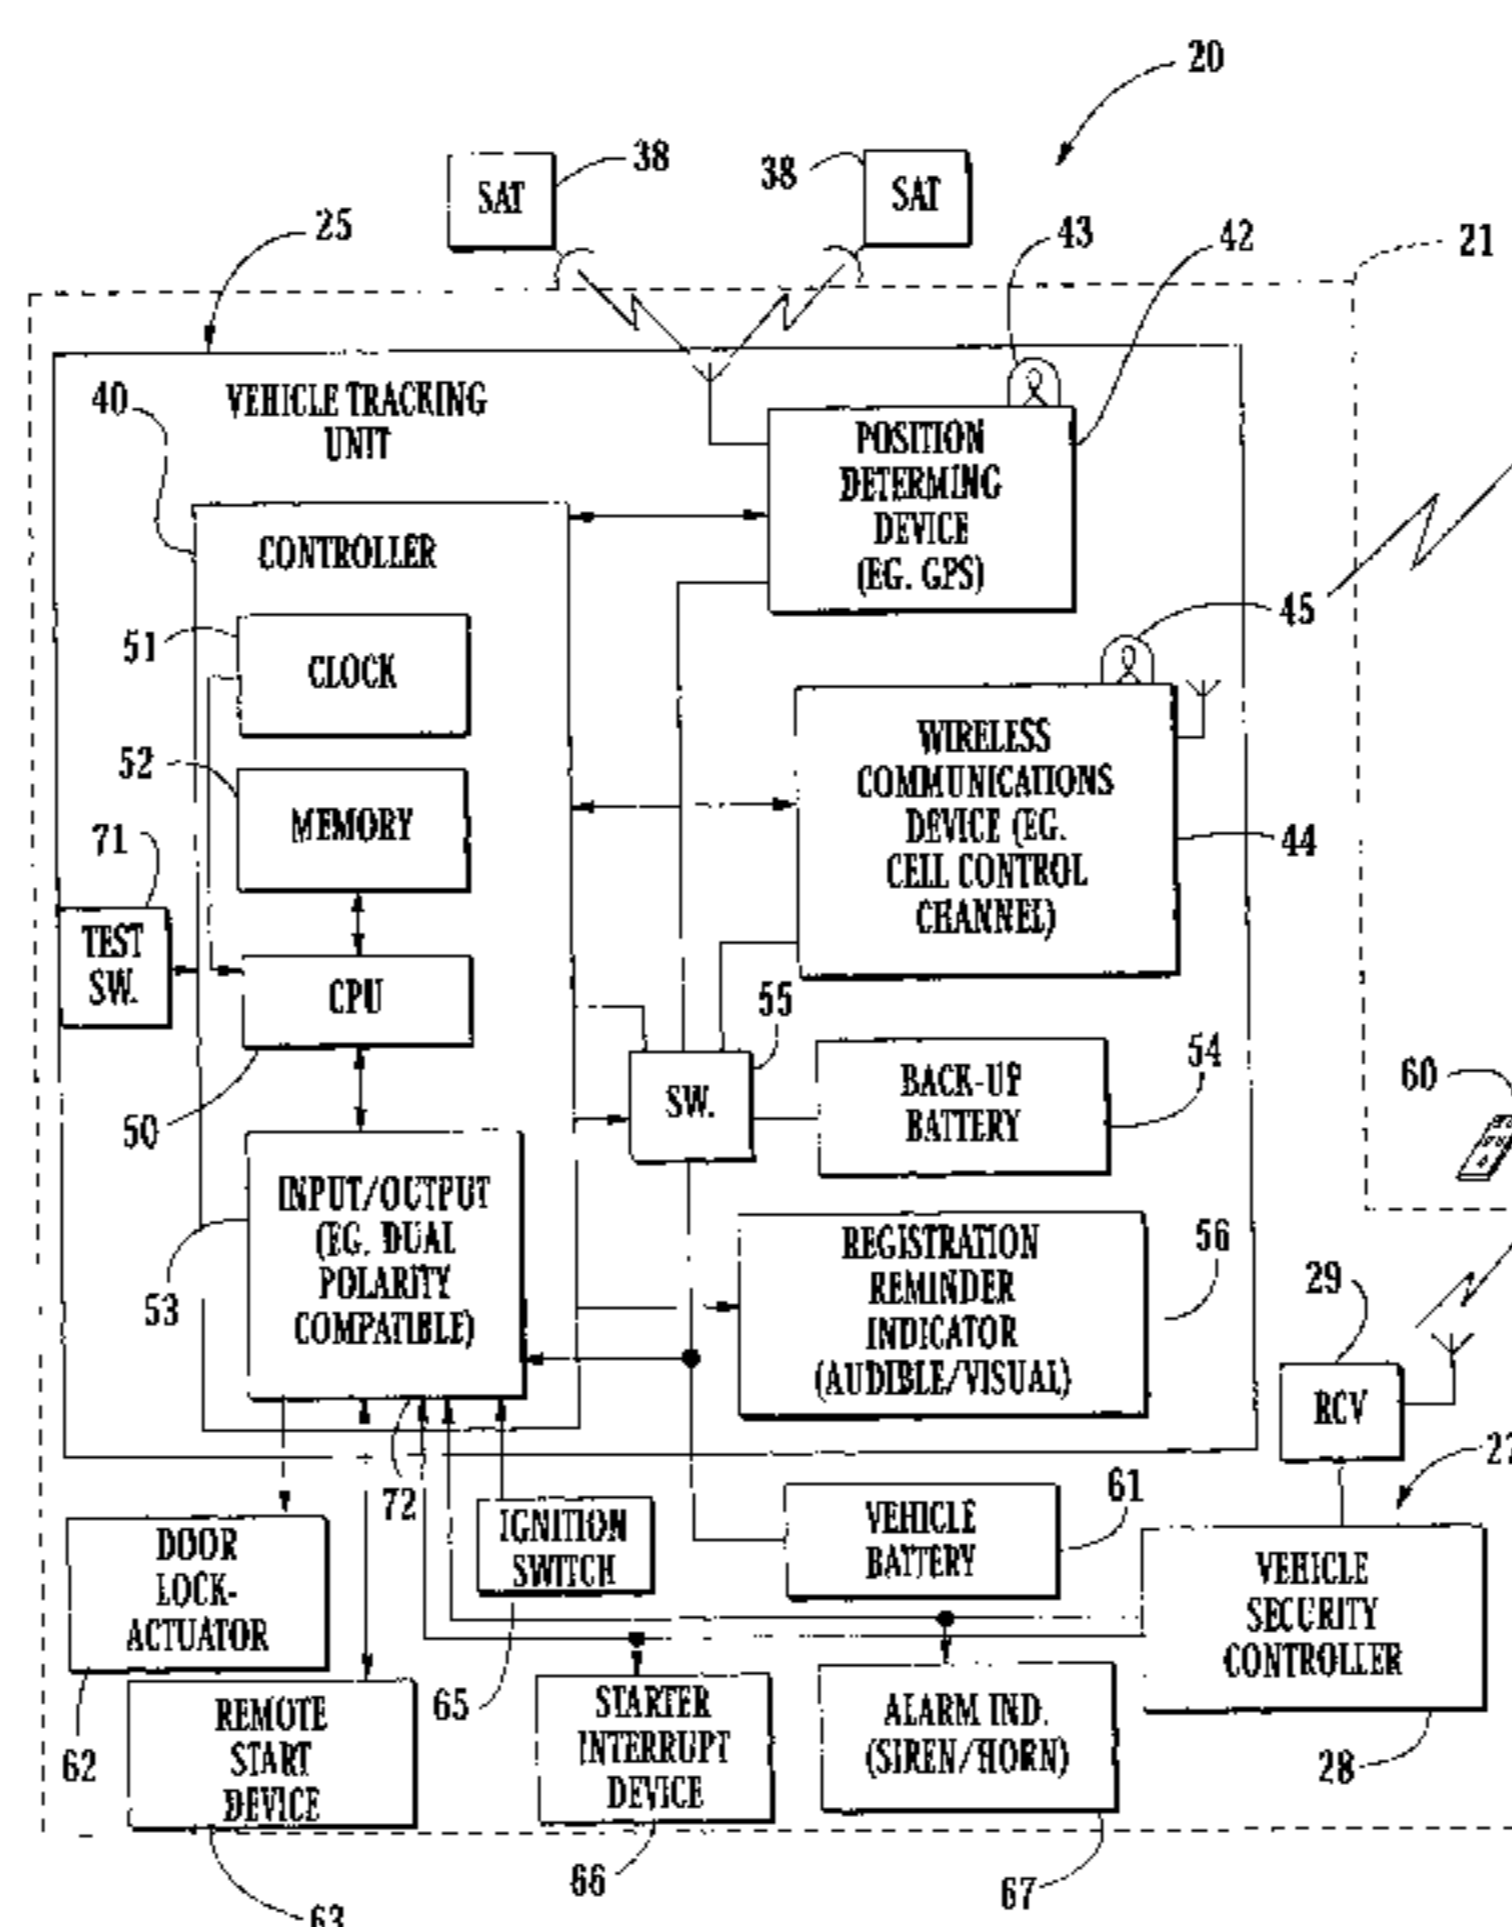 20
SAT
38
38
SAT
25
43
42
21
VEHICLE TRACKING
UNIT
40
POSITION
DETERMING
DEVICE
(EG. GPS)
CONTROLLER
45
51
CLOCK
WIRELESS
COMMUNICATIONS
DEVICE (EG.
CELL CONTROL
CHANNEL)
44
52
MEMORY
71
TEST
SW.
CPU
50
55
SW.
BACK-UP
BATTERY
54
60
INPUT/OUTPUT
(EG. DUAL
POLARITY
COMPATIBLE)
53
REGISTRATION
REMINDER
INDICATOR
(AUDIBLE/VISUAL)
56
29
RCV
72
IGNITION
SWITCH
VEHICLE
BATTERY
61
DOOR
LOCK-
ACTUATOR
62
VEHICLE
SECURITY
CONTROLLER
28
REMOTE
START
DEVICE
63
65
STARTER
INTERRUPT
DEVICE
66
ALARM IND.
(SIREN/HORN)
67